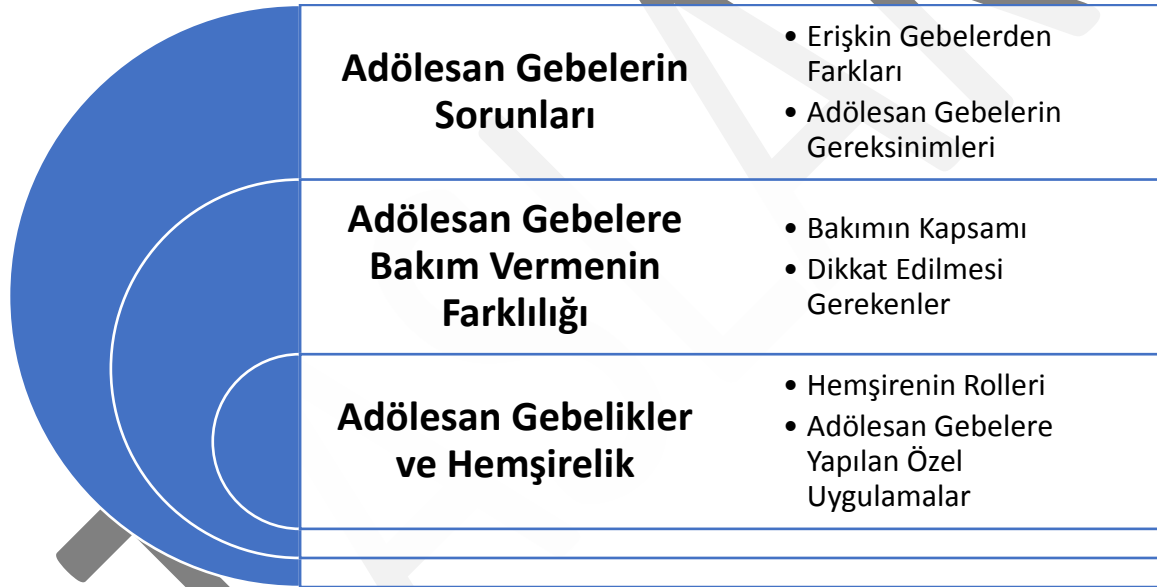 Adölesan Gebelerin
Sorunları
• Erişkin Gebelerden
Farkları
• Adölesan Gebelerin
Gereksinimleri
Adölesan Gebelere
Bakım Vermenin
Farklılığı
• Bakımın Kapsamı
• Dikkat Edilmesi
Gerekenler
Adölesan Gebelikler
ve Hemşirelik
• Hemşirenin Rolleri
• Adölesan Gebelere
Yapılan Özel
Uygulamalar